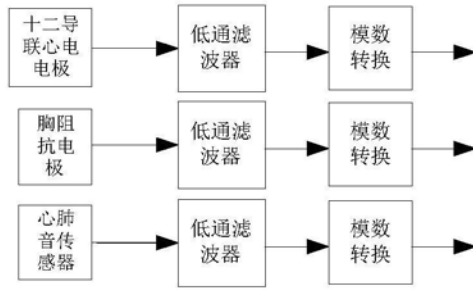 十二导
联心电
电极
低通滤
波器
模数
转换
胸阻
抗电
极
低通滤
波器
模数
转换
心肺
音传
感器
低通滤
波器
模数
转换